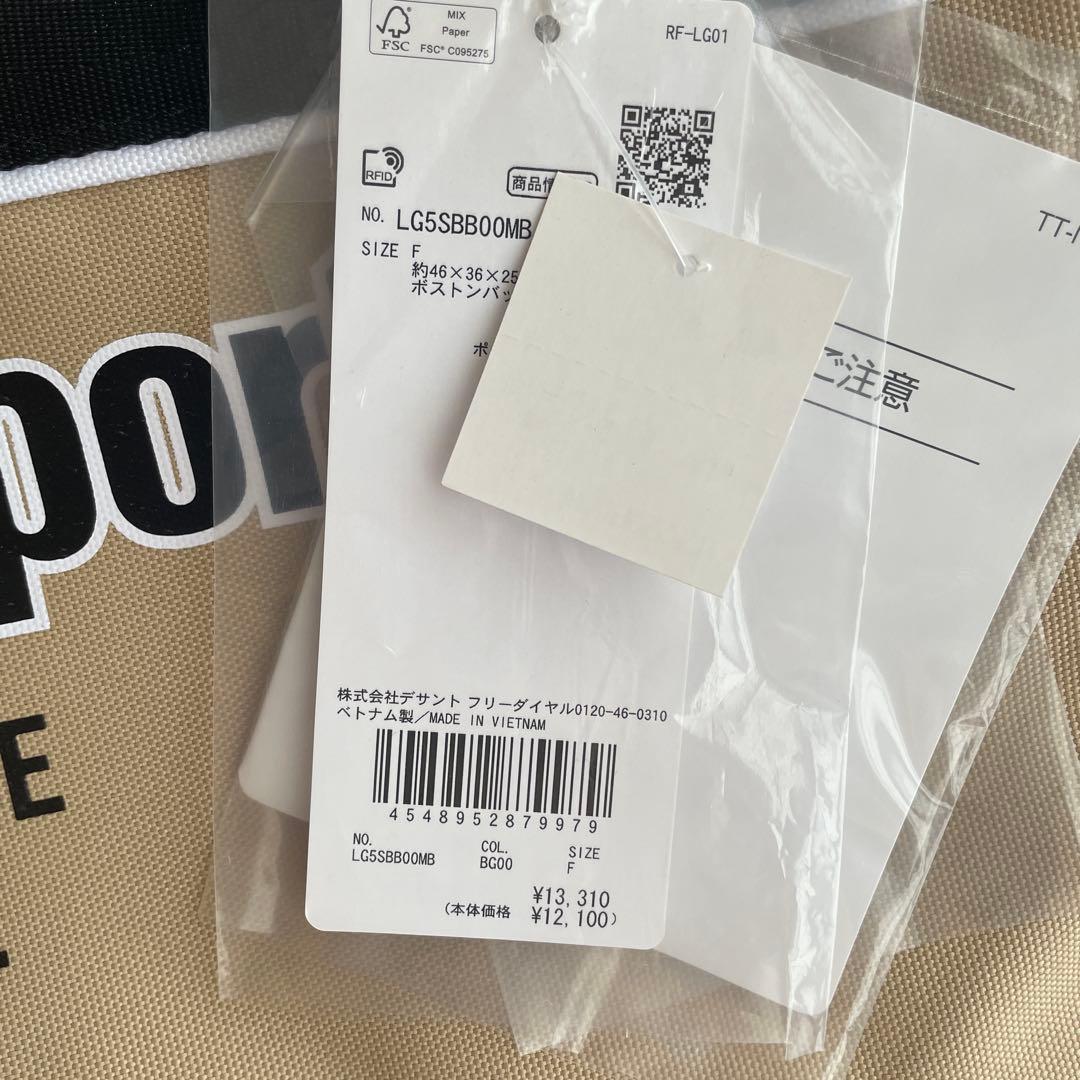 FSC
MIX
Paper
FSC® C095275
RF-LG01
RFID
商品情
NO. LG5SBB00MB
SIZE F
約46×36×25
ボストンバッ
ポ
TT-
ご注意
por
E
株式会社デサント フリーダイヤル0120-46-0310
ベトナム製/MADE IN VIETNAM
4548952879979
NO. COL. SIZE
LG5SBB00MB BG00 F
¥13,310
(本体価格 ¥12,100)